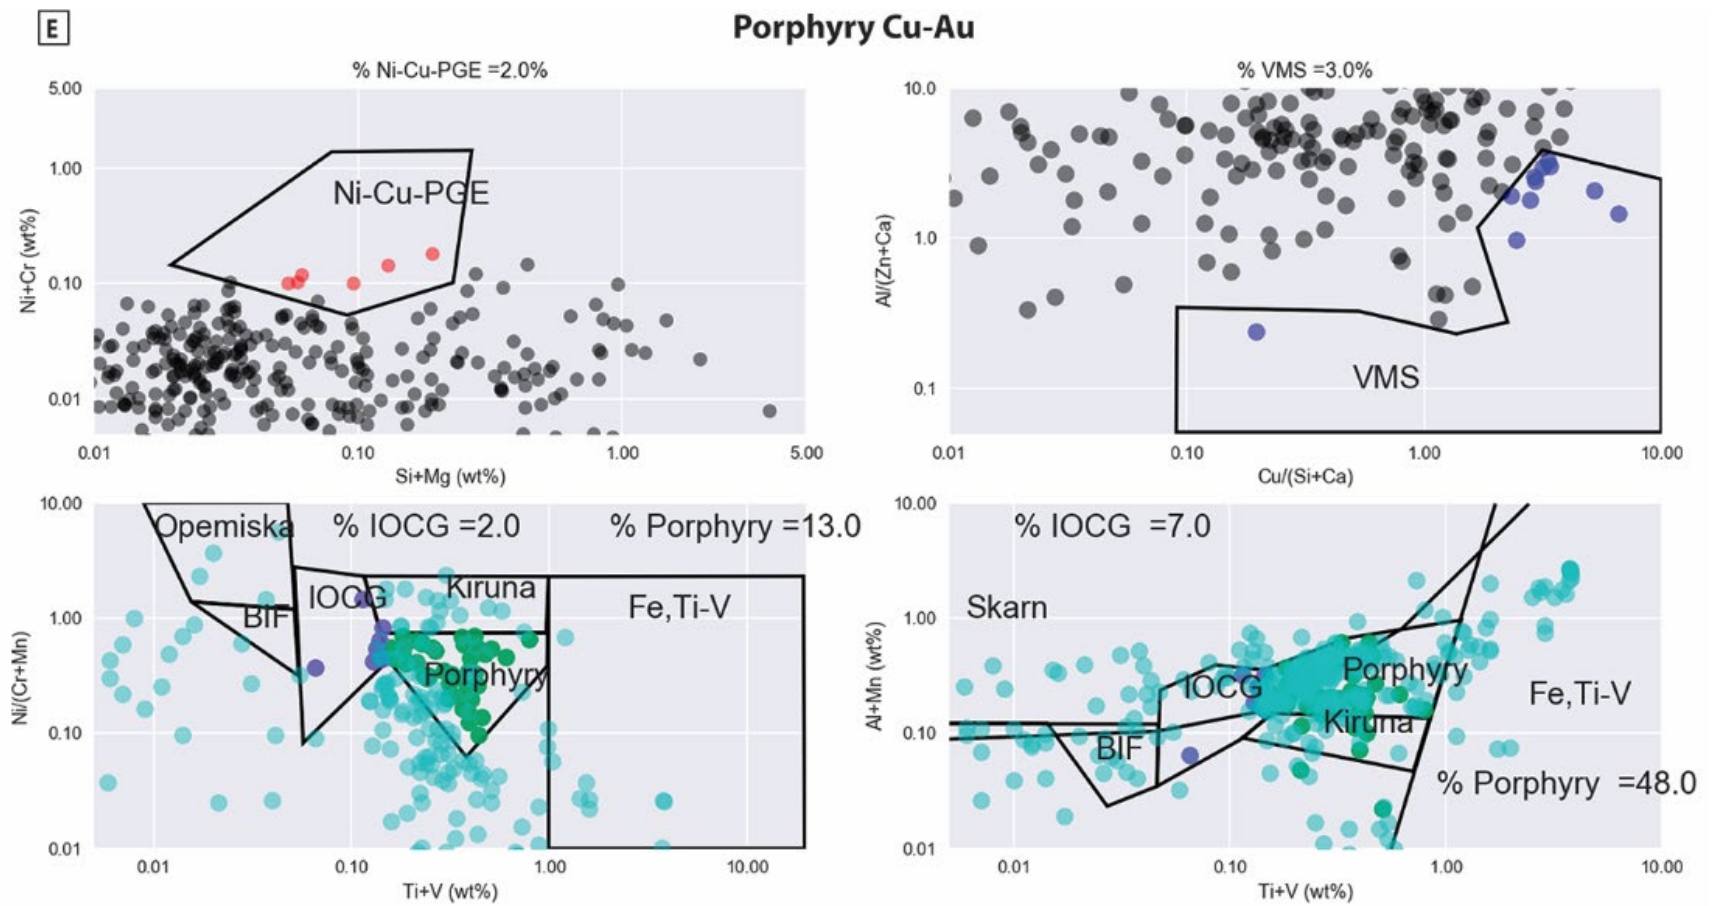 E
Porphyry Cu-Au
% Ni-Cu-PGE =2.0%
5.00
1.00
0.10
0.01
Ni+Cr (wt%)
Ni-Cu-PGE
0.01
0.10
1.00
5.00
Si+Mg (wt%)
% VMS =3.0%
10.0
1.0
0.1
Al/(Zn+Ca)
VMS
0.01
0.10
1.00
10.00
Cu/(Si+Ca)
10.00
1.00
0.10
0.01
Ni/(Cr+Mn)
Opemiska
% IOCG =2.0
% Porphyry =13.0
BIF
IOCG
Kiruna
Fe,Ti-V
Porphyry
0.01
0.10
1.00
10.00
Ti+V (wt%)
10.00
1.00
0.10
0.01
Al+Mn (wt%)
% IOCG =7.0
Skarn
Porphyry
IOCG
Fe,Ti-V
Kiruna
BIF
% Porphyry =48.0
0.01
0.10
1.00
10.00
Ti+V (wt%)